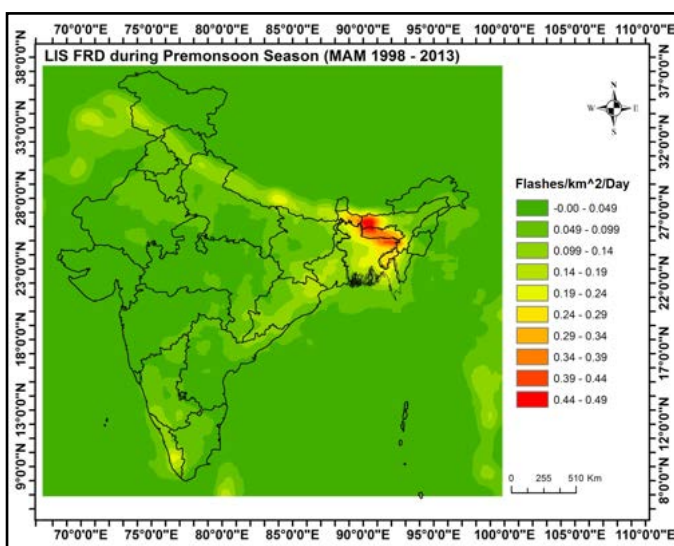 70°0'0"E 75°0'0"E 80°0'0"E 85°0'0"E 90°0'0"E 95°0'0"E 100°0'0"E 105°0'0"E 110°0'0"E
LIS FRD during Premonsoon Season (MAM 1998 - 2013)
38°0'0"N
33°0'0"N
28°0'0"N
23°0'0"N
18°0'0"N
13°0'0"N
9°0'0"N
N
W E
S
Flashes/km^2/Day
-0.00 - 0.049
0.049 - 0.099
0.099 - 0.14
0.14 - 0.19
0.19 - 0.24
0.24 - 0.29
0.29 - 0.34
0.34 - 0.39
0.39 - 0.44
0.44 - 0.49
0 255 510 Km
37°0'0"N
32°0'0"N
27°0'0"N
22°0'0"N
17°0'0"N
12°0'0"N
8°0'0"N
70°0'0"E 75°0'0"E 80°0'0"E 85°0'0"E 90°0'0"E 95°0'0"E 100°0'0"E 105°0'0"E 110°0'0"E